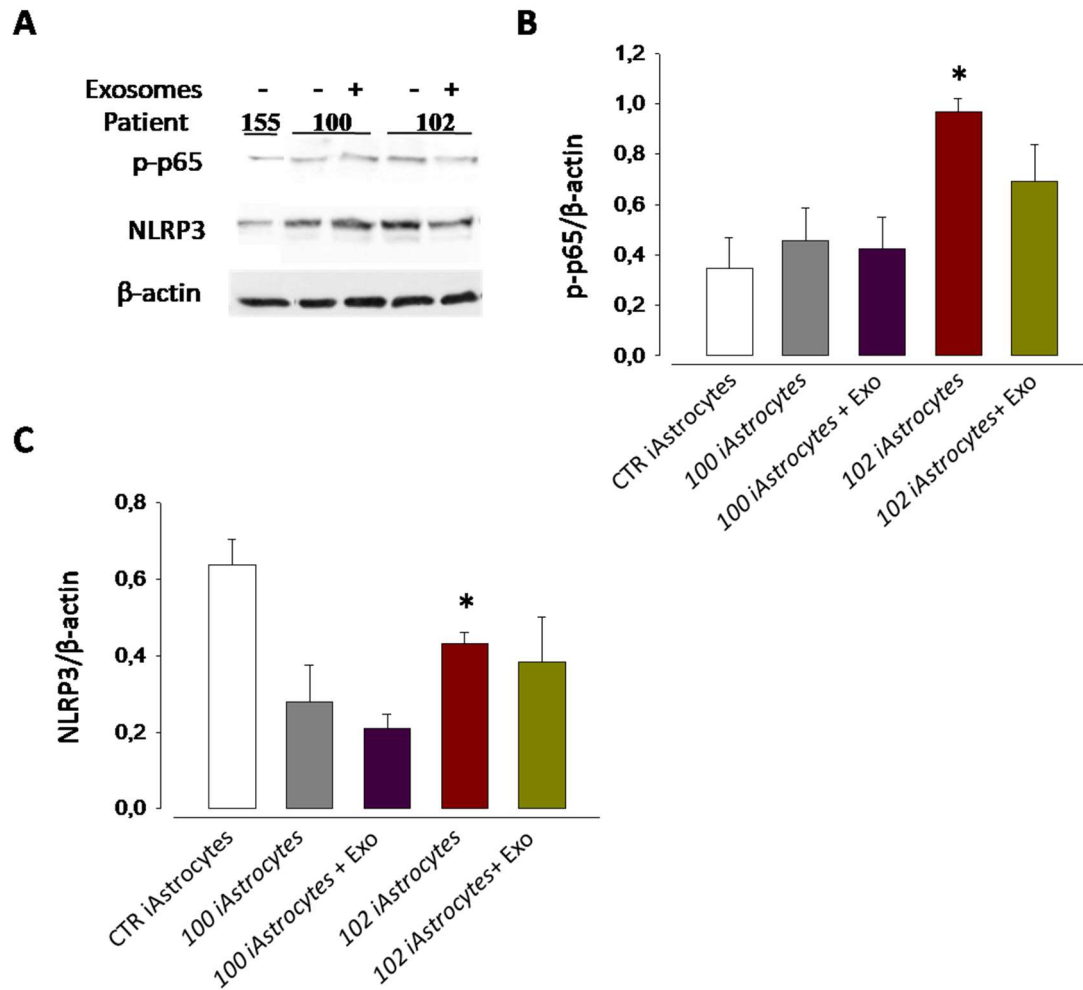 A
Exosomes - - + - +
Patient 155 100 102
p-p65
NLRP3
β-actin
B
p-p65/β-actin
1,2
1,0
0,8
0,6
0,4
0,2
0,0
*
CTR iAstrocytes
100 iAstrocytes
100 iAstrocytes + Exo
102 iAstrocytes
102 iAstrocytes+ Exo
C
NLRP3/β-actin
0,8
0,6
0,4
0,2
0,0
*
CTR iAstrocytes
100 iAstrocytes
100 iAstrocytes + Exo
102 iAstrocytes
102 iAstrocytes+ Exo